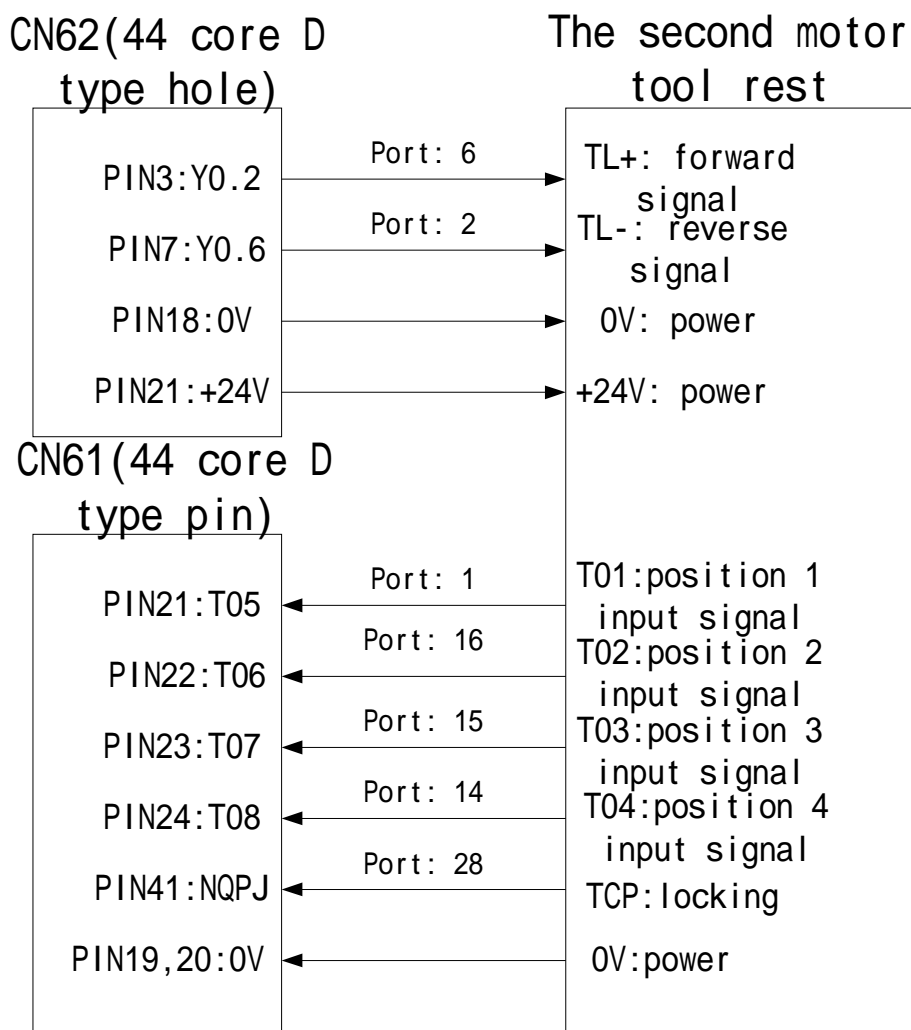 CN62(44 core D
type hole)
The second motor
tool rest
PIN3:Y0.2
Port: 6
TL+: forward
signal
PIN7:Y0.6
Port: 2
TL-: reverse
signal
PIN18:0V
0V: power
PIN21:+24V
+24V: power
CN61(44 core D
type pin)
PIN21:T05
Port: 1
T01:position 1
input signal
PIN22:T06
Port: 16
T02:position 2
input signal
PIN23:T07
Port: 15
T03:position 3
input signal
PIN24:T08
Port: 14
T04:position 4
input signal
PIN41:NQPJ
Port: 28
TCP:locking
PIN19,20:0V
0V:power